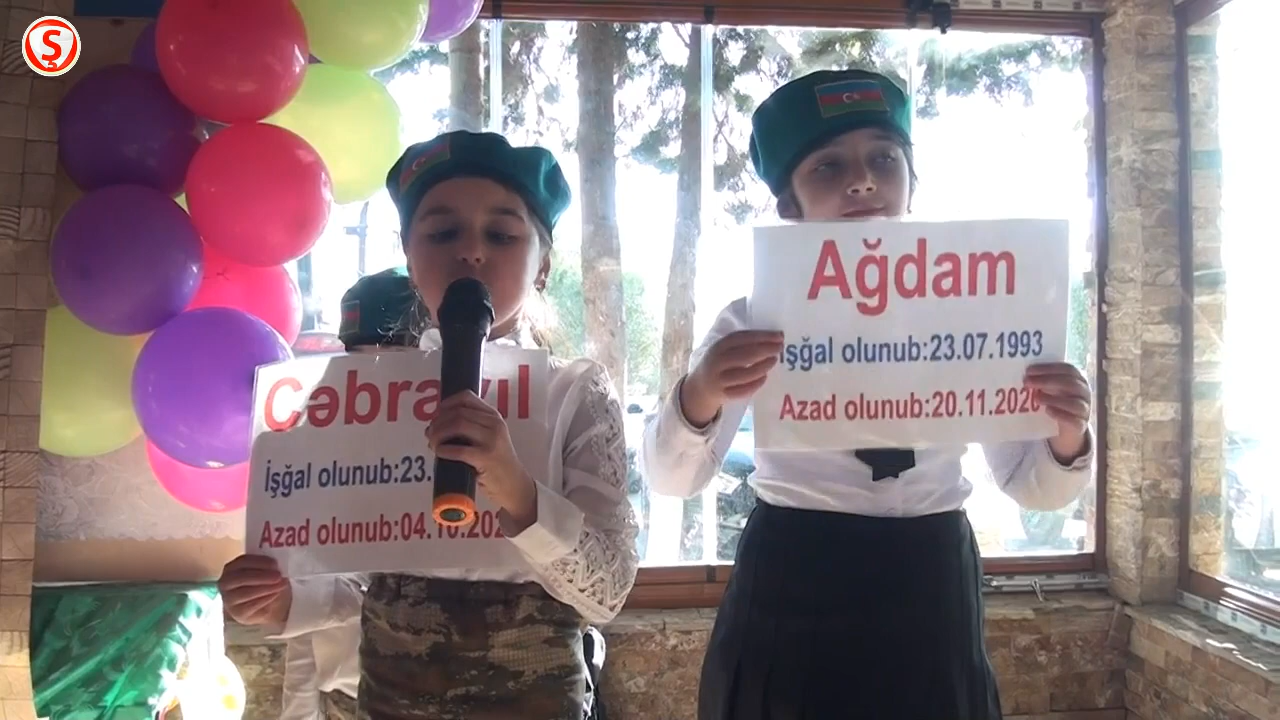 Ş
Cəbrayıl
İşğal olunub:23.
Azad olunub:04.10.202
Ağdam
İşğal olunub:23.07.1993
Azad olunub:20.11.2020